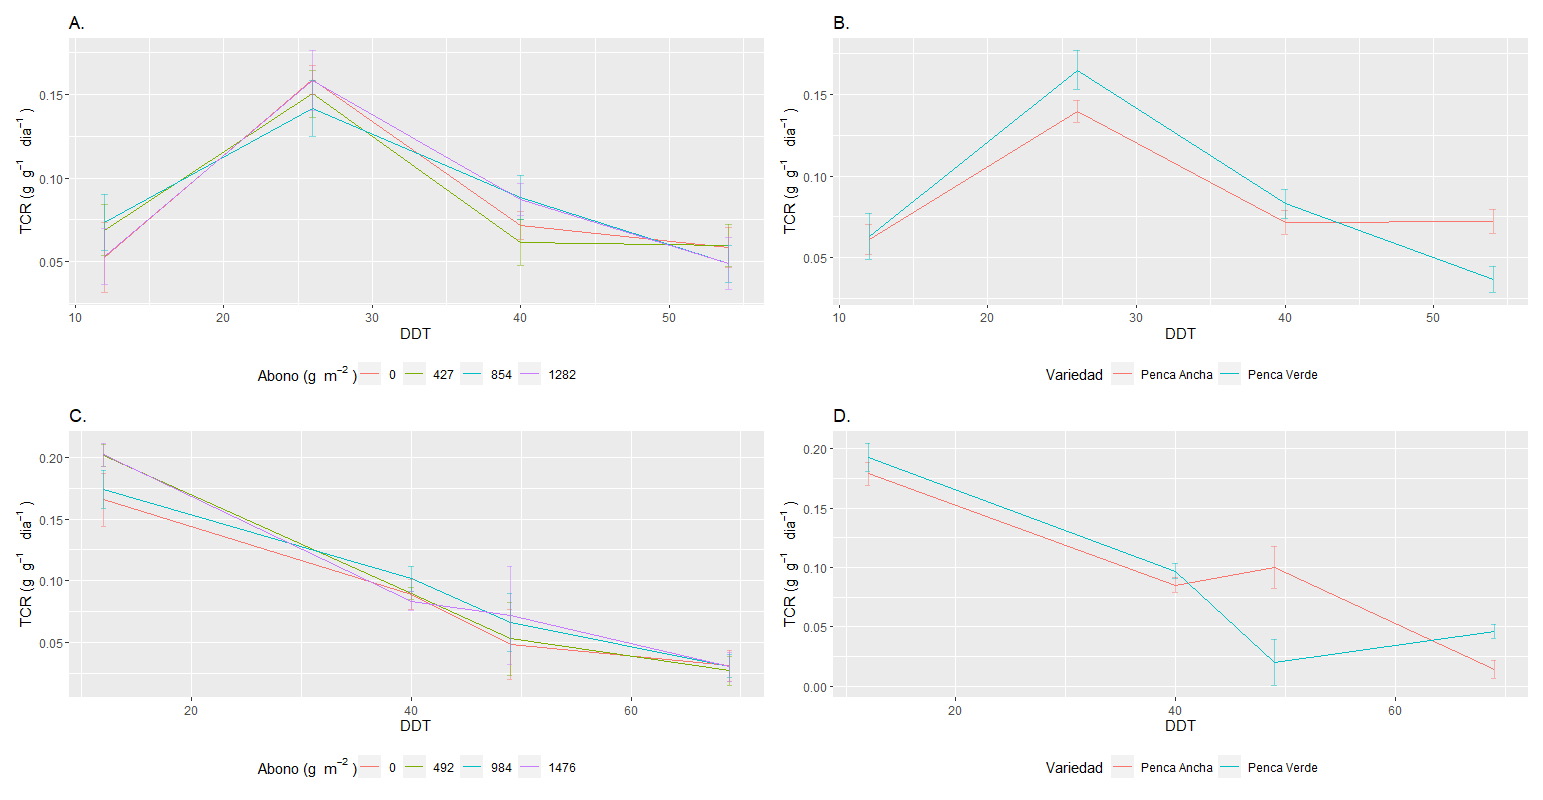 A.
TCR (g g⁻¹ dia⁻¹ )
0.15
0.10
0.05
10 20 30 40 50
DDT
Abono (g m⁻² ) 0 427 854 1282
B.
TCR (g g⁻¹ dia⁻¹ )
0.15
0.10
0.05
10 20 30 40 50
DDT
Variedad Penca Ancha Penca Verde
C.
TCR (g g⁻¹ dia⁻¹ )
0.20
0.15
0.10
0.05
20 40 60
DDT
Abono (g m⁻² ) 0 492 984 1476
D.
TCR (g g⁻¹ dia⁻¹ )
0.20
0.15
0.10
0.05
0.00
20 40 60
DDT
Variedad Penca Ancha Penca Verde